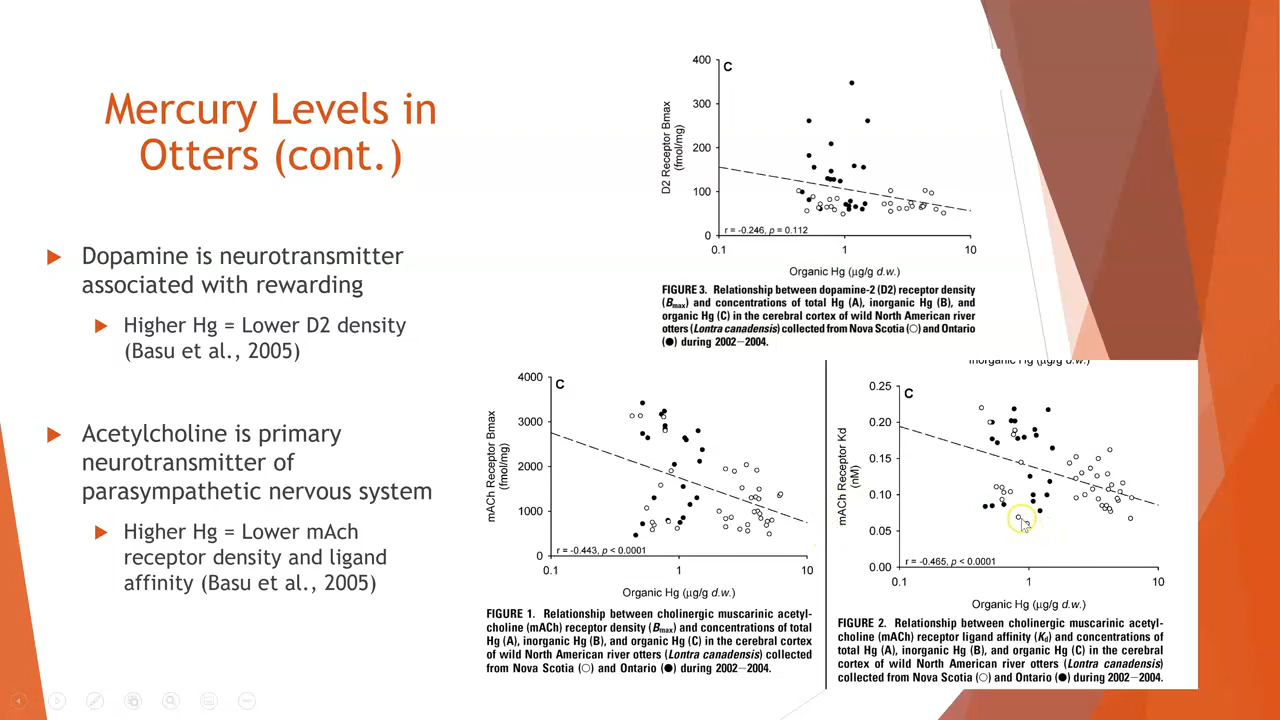 Mercury Levels in
Otters (cont.)
Dopamine is neurotransmitter
associated with rewarding
Higher Hg = Lower D2 density
(Basu et al., 2005)
Acetylcholine is primary
neurotransmitter of
parasympathetic nervous system
Higher Hg = Lower mAch
receptor density and ligand
affinity (Basu et al., 2005)
C
D2 Receptor Bmax
(fmol/mg)
400
300
200
100
0
r = -0.246, p = 0.112
0.1 1 10
Organic Hg (µg/g d.w.)
FIGURE 3. Relationship between dopamine-2 (D2) receptor density
(Bmax) and concentrations of total Hg (A), inorganic Hg (B), and
organic Hg (C) in the cerebral cortex of wild North American river
otters (Lontra canadensis) collected from Nova Scotia (○) and Ontario
(●) during 2002–2004.
C
mACh Receptor Bmax
(fmol/mg)
4000
3000
2000
1000
0
r = -0.443, p < 0.0001
0.1 1 10
Organic Hg (µg/g d.w.)
FIGURE 1. Relationship between cholinergic muscarinic acetyl-
choline (mACh) receptor density (Bmax) and concentrations of total
Hg (A), inorganic Hg (B), and organic Hg (C) in the cerebral cortex
of wild North American river otters (Lontra canadensis) collected
from Nova Scotia (○) and Ontario (●) during 2002–2004.
Inorganic Hg (µg/g d.w.)
C
mACh Receptor Kd
(nM)
0.25
0.20
0.15
0.10
0.05
0.00
r = -0.465, p < 0.0001
0.1 1 10
Organic Hg (µg/g d.w.)
FIGURE 2. Relationship between cholinergic muscarinic acetyl-
choline (mACh) receptor ligand affinity (Kd) and concentrations of
total Hg (A), inorganic Hg (B), and organic Hg (C) in the cerebral
cortex of wild North American river otters (Lontra canadensis)
collected from Nova Scotia (○) and Ontario (●) during 2002–2004.